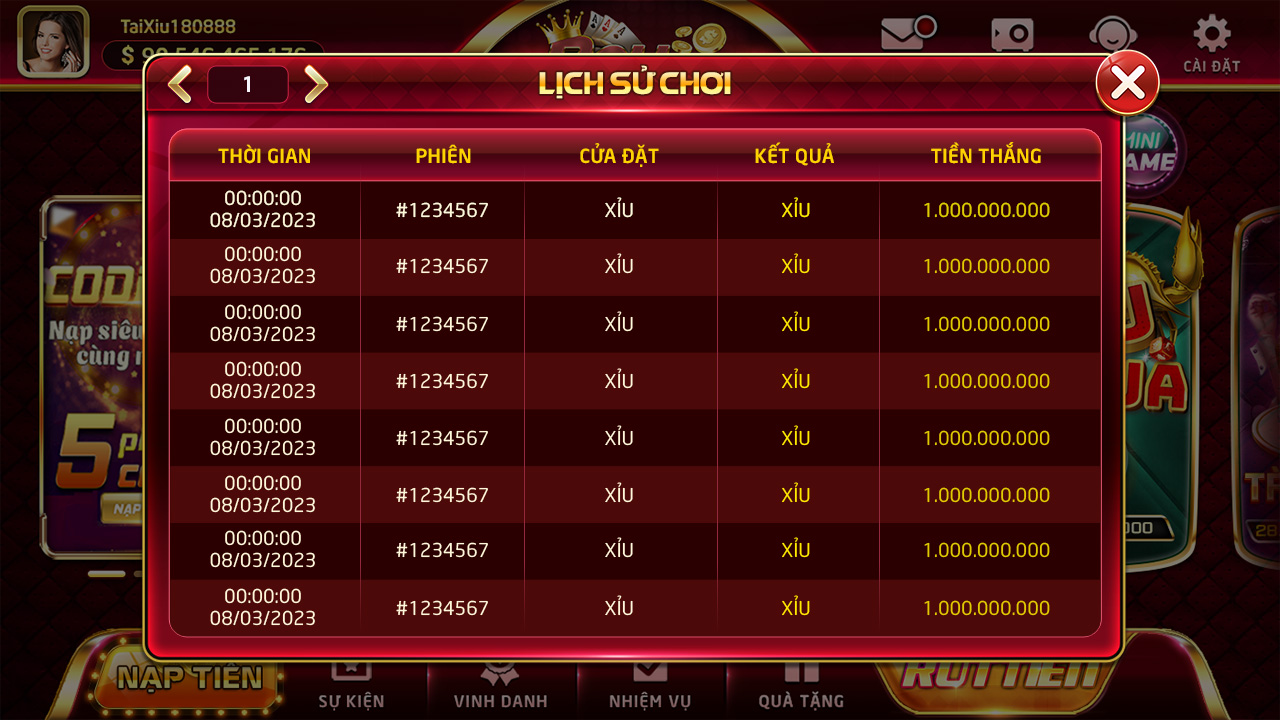 TaiXiu180888
CÀI ĐẶT
1
LỊCH SỬ CHƠI
THỜI GIAN PHIÊN CỬA ĐẶT KẾT QUẢ TIỀN THẮNG
00:00:00
08/03/2023 #1234567 XỈU XỈU 1.000.000.000
00:00:00
08/03/2023 #1234567 XỈU XỈU 1.000.000.000
00:00:00
08/03/2023 #1234567 XỈU XỈU 1.000.000.000
00:00:00
08/03/2023 #1234567 XỈU XỈU 1.000.000.000
00:00:00
08/03/2023 #1234567 XỈU XỈU 1.000.000.000
00:00:00
08/03/2023 #1234567 XỈU XỈU 1.000.000.000
00:00:00
08/03/2023 #1234567 XỈU XỈU 1.000.000.000
00:00:00
08/03/2023 #1234567 XỈU XỈU 1.000.000.000
Nạp siêu
cùng
5
NẠP
NẠP TIỀN
SỰ KIỆN
VINH DANH
NHIỆM VỤ
QUÀ TẶNG
RÚT TIỀN